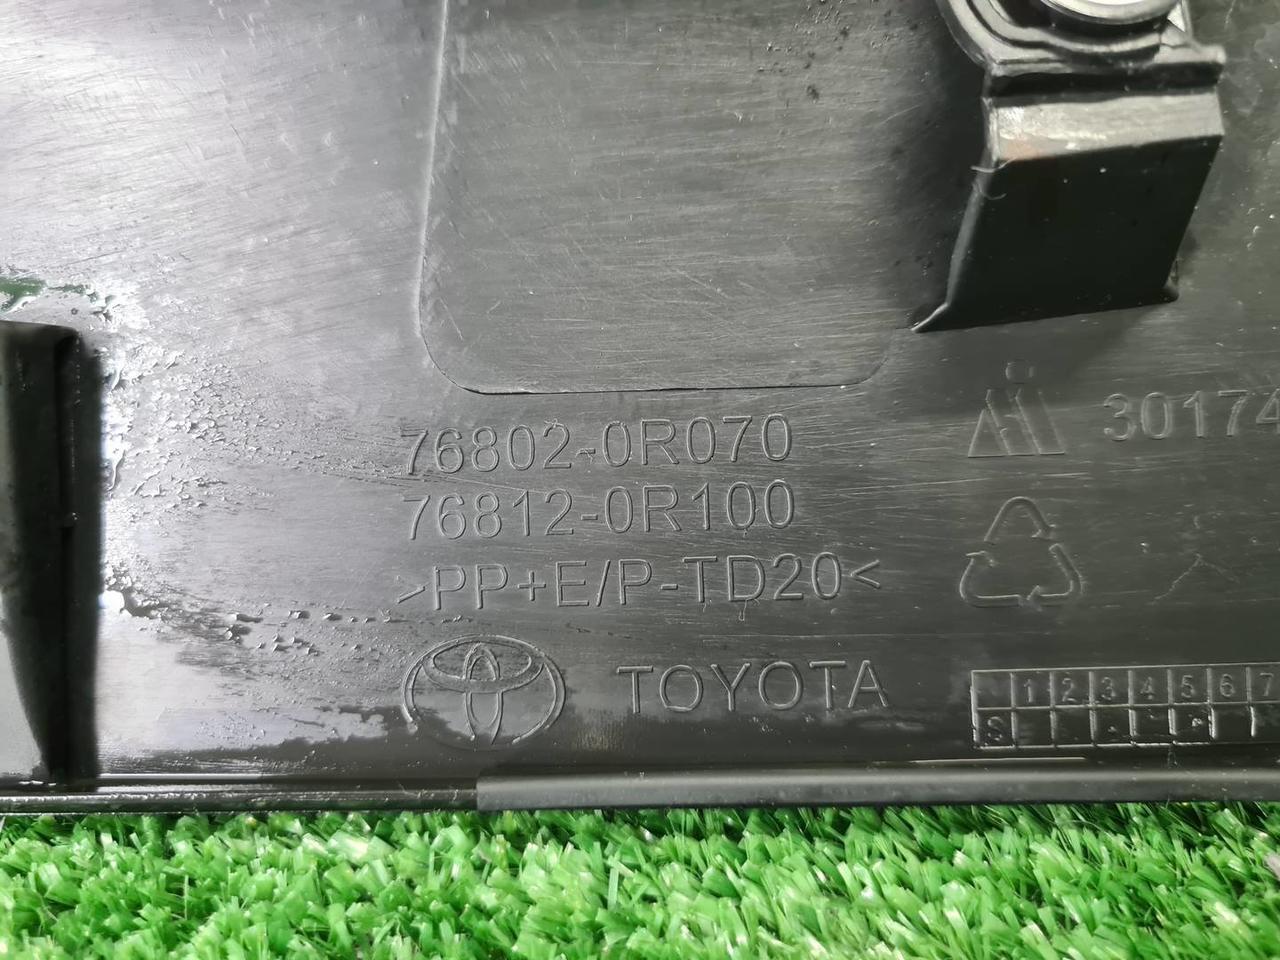 76802-0R070
76812-0R100
>PP+E/P-TD20<
TOYOTA
30174
1 2 3 4 5 6 7
S